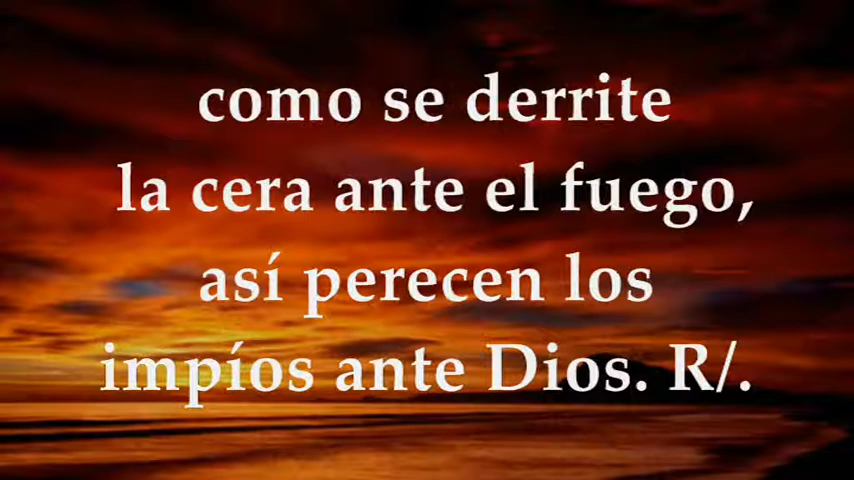 como se derrite
la cera ante el fuego,
así perecen los
impíos ante Dios. R/.